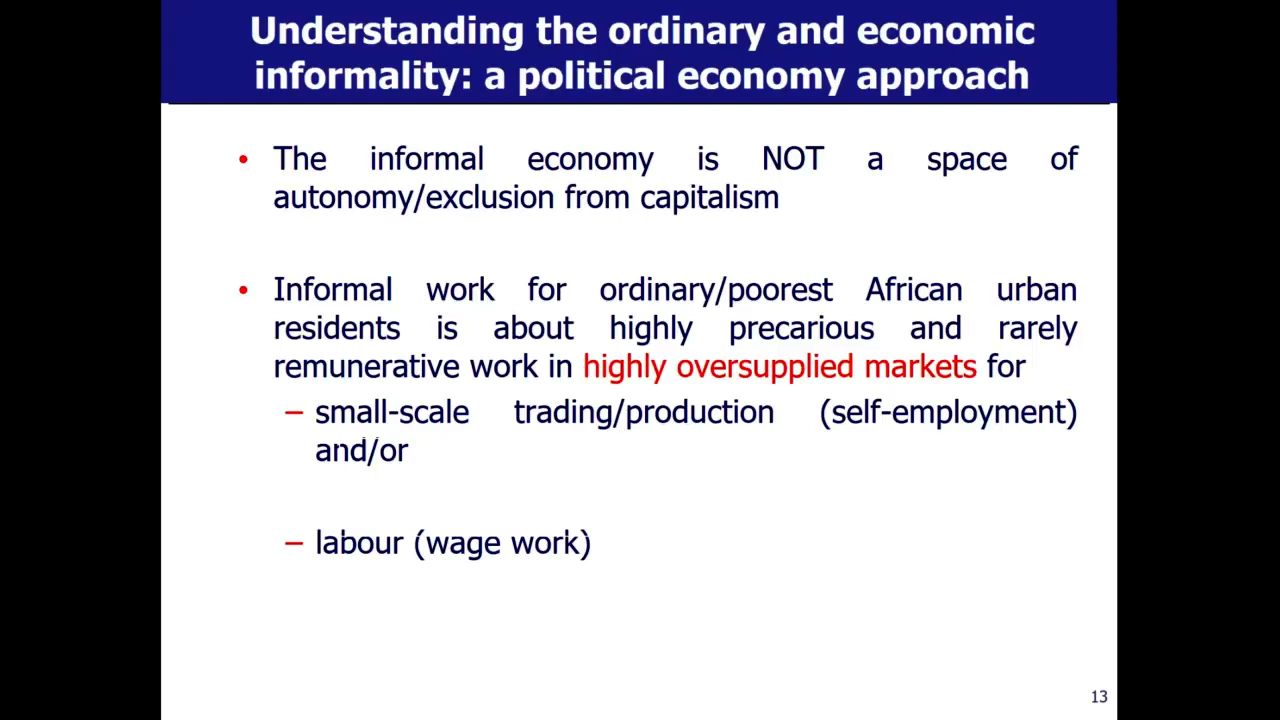 Understanding the ordinary and economic
informality: a political economy approach
• The informal economy is NOT a space of
autonomy/exclusion from capitalism
• Informal work for ordinary/poorest African urban
residents is about highly precarious and rarely
remunerative work in highly oversupplied markets for
– small-scale trading/production (self-employment)
and/or
– labour (wage work)
13